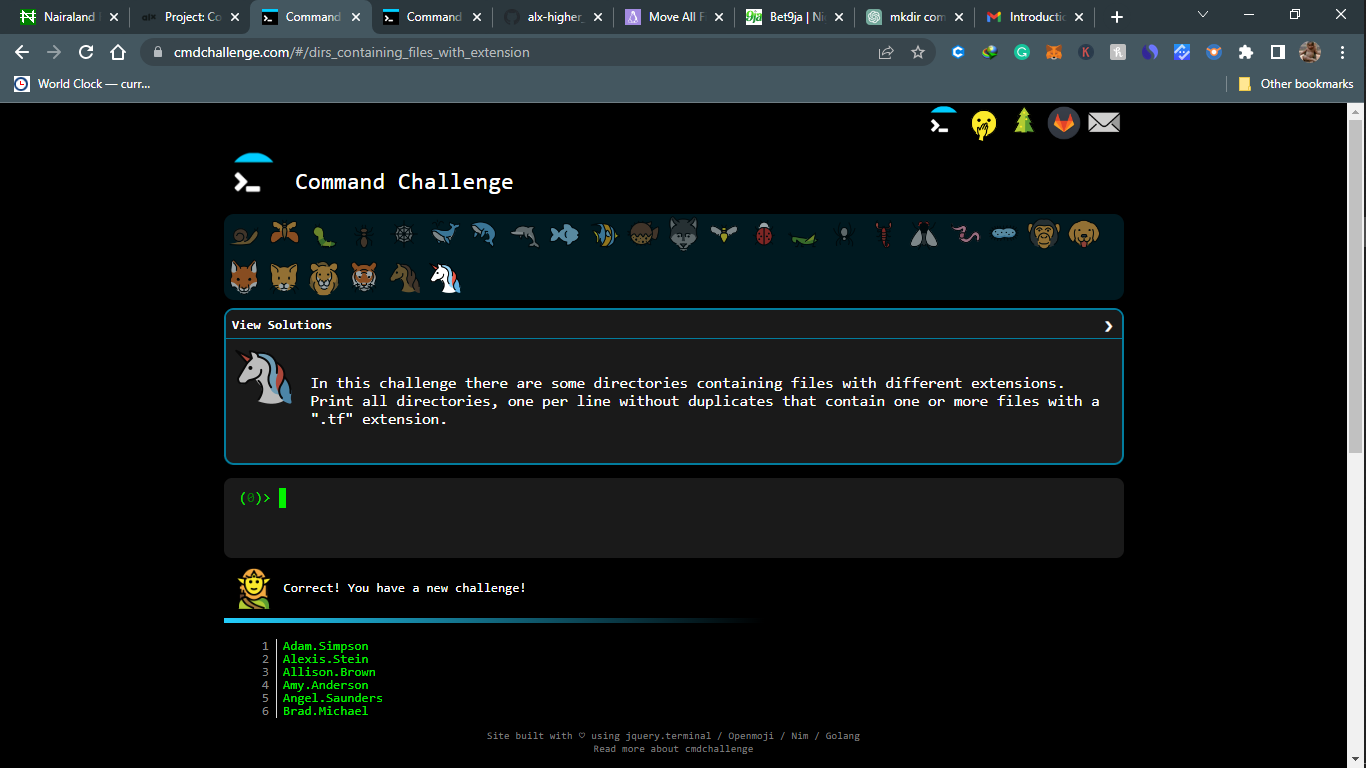 Nairaland
Project: Co
Command
Command
alx-higher_
Move All F
Bet9ja | Ni
mkdir com
Introductic
cmdchallenge.com/#/dirs_containing_files_with_extension
World Clock — curr...
Other bookmarks
Command Challenge
View Solutions
In this challenge there are some directories containing files with different extensions.
Print all directories, one per line without duplicates that contain one or more files with a
".tf" extension.
(0)>
Correct! You have a new challenge!
1 Adam.Simpson
2 Alexis.Stein
3 Allison.Brown
4 Amy.Anderson
5 Angel.Saunders
6 Brad.Michael
Site built with ♡ using jquery.terminal / Openmoji / Nim / Golang
Read more about cmdchallenge